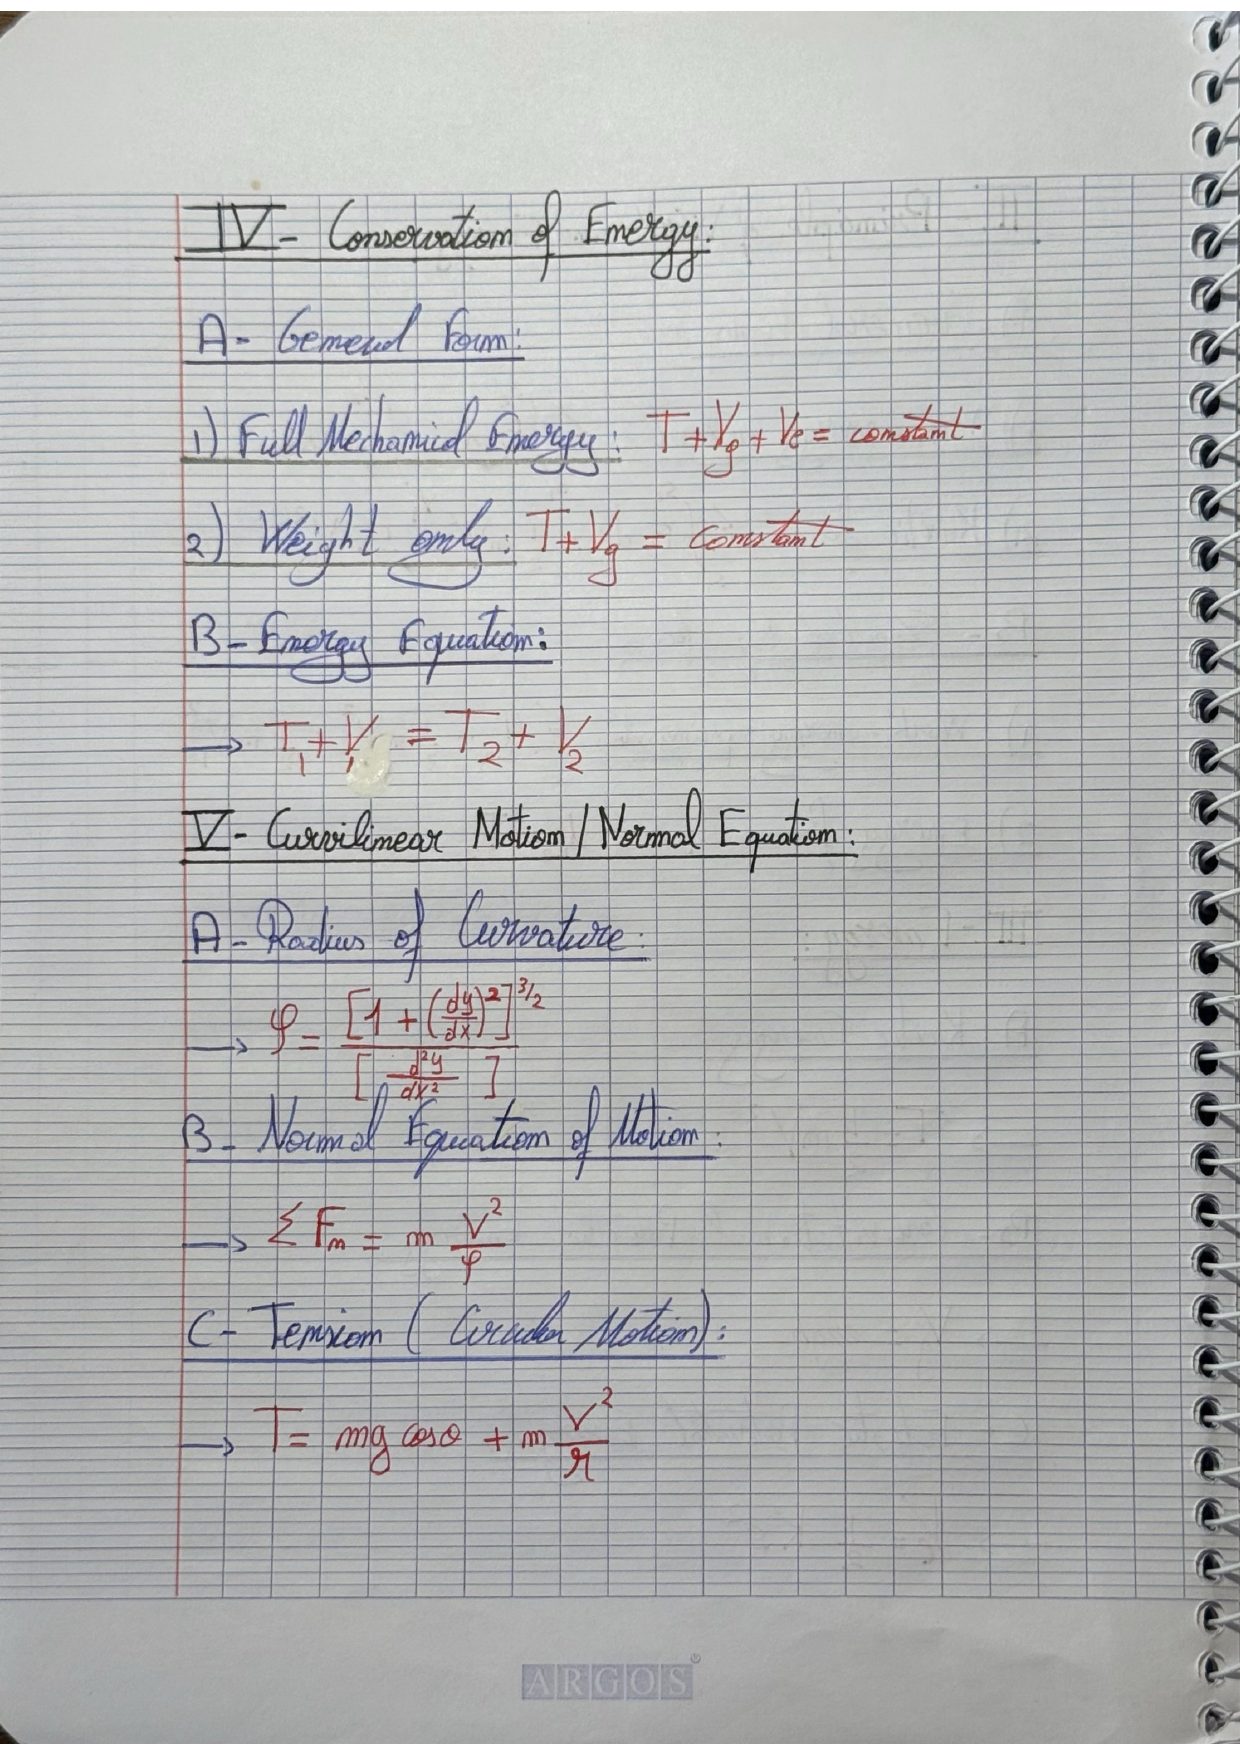 IV- Conservation of Energy:
A- General Form:
1) Full Mechanical Energy: T + Vg + Ve = constant
2) Weight only: T + Vg = constant
B- Energy Equation:
→ T₁ + V₁ = T₂ + V₂
V- Curvilinear Motion / Normal Equation:
A- Radius of Curvature:
→ φ = [1 + (dy/dx)²]^3/2 / [d²y/dx²]
B- Normal Equation of Motion:
→ Σ Fn = m V²/φ
C- Tension (Circular Motion):
→ T = mg cosθ + m V²/r
ARGOS®